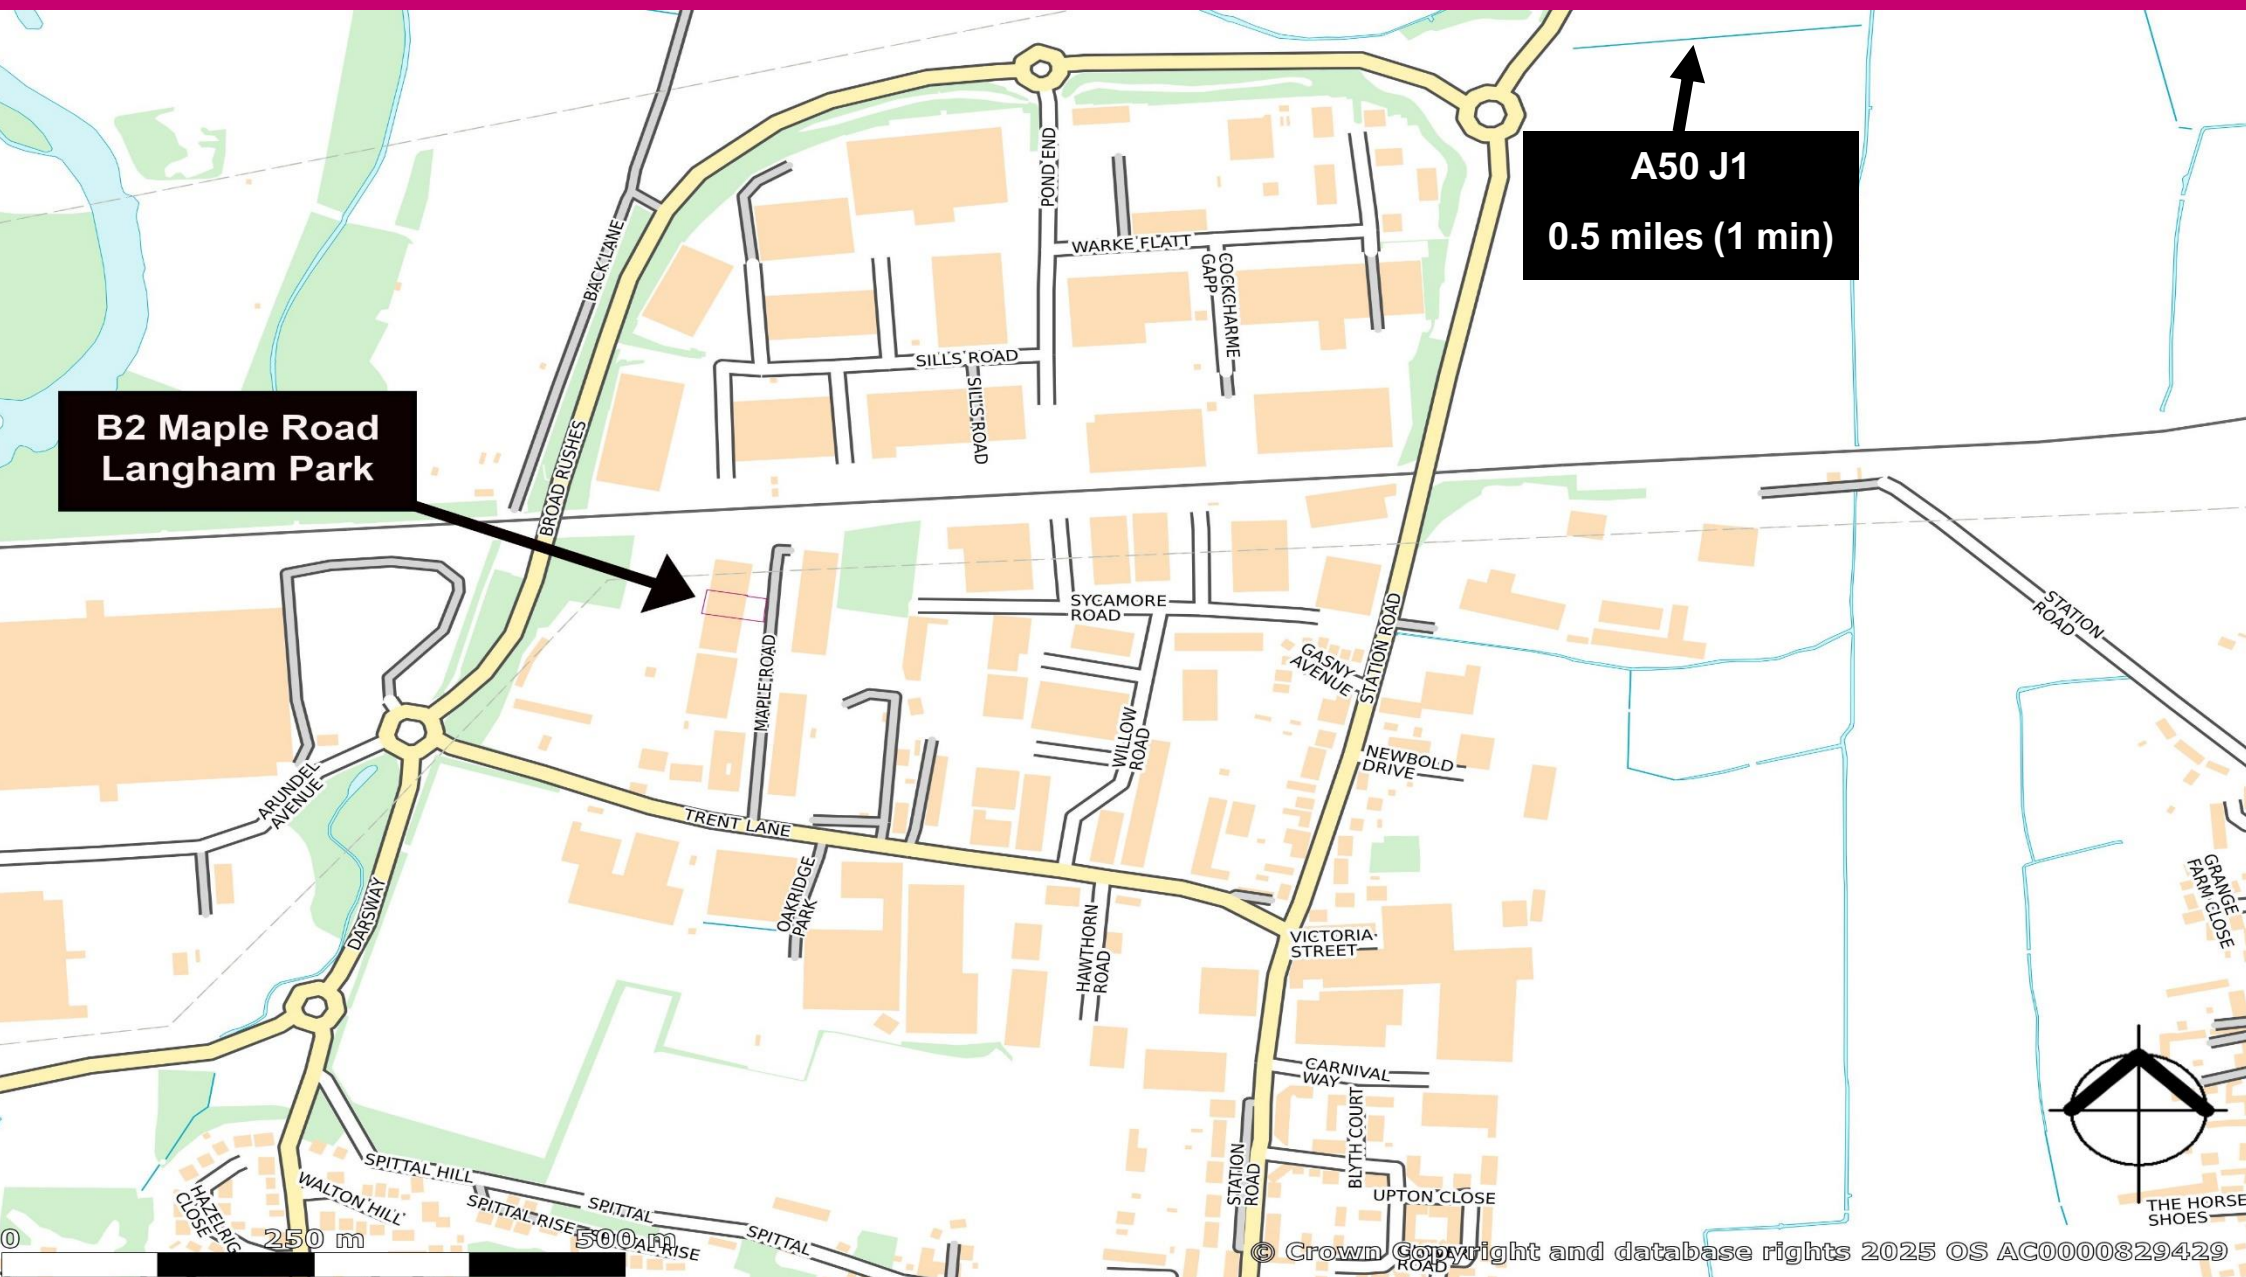 A50 J1
0.5 miles (1 min)
POND END
WARKE FLATT
COCKCHARME
GAPP
BACK LANE
SILLS ROAD
SILLS ROAD
B2 Maple Road
Langham Park
BROAD RUSHES
SYCAMORE
ROAD
STATION ROAD
STATION
ROAD
GASNY
AVENUE
MAPLE ROAD
WILLOW
ROAD
NEWBOLD
DRIVE
ARUNDEL
AVENUE
TRENT LANE
OAKRIDGE
PARK
GRANGE
FARM CLOSE
DARSWAY
HAWTHORN
ROAD
VICTORIA
STREET
CARNIVAL
WAY
BLYTH COURT
STATION
ROAD
SPITTAL HILL
WALTON HILL
HAZELRIG
CLOSE
SPITTAL RISE
SPITTAL
SPITTAL
UPTON CLOSE
THE HORSE
SHOES
0
250 m
500 m
ROAD
© Crown Copyright and database rights 2025 OS AC0000829429